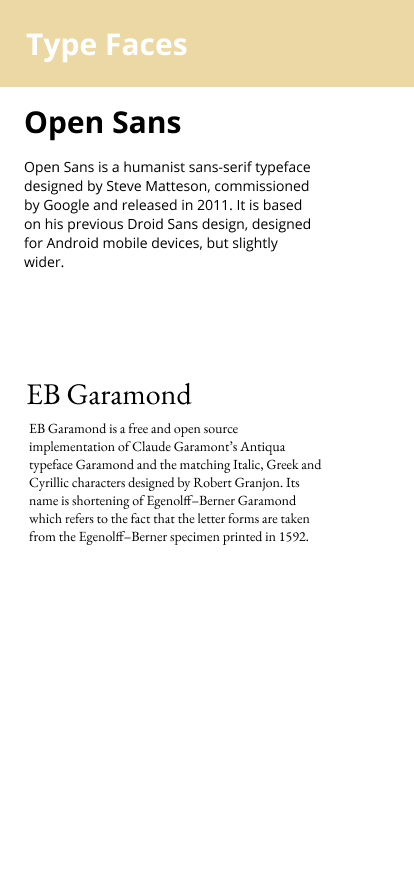 Type Faces
Open Sans
Open Sans is a humanist sans-serif typeface
designed by Steve Matteson, commissioned
by Google and released in 2011. It is based
on his previous Droid Sans design, designed
for Android mobile devices, but slightly
wider.
EB Garamond
EB Garamond is a free and open source
implementation of Claude Garamont’s Antiqua
typeface Garamond and the matching Italic, Greek and
Cyrillic characters designed by Robert Granjon. Its
name is shortening of Egenolff–Berner Garamond
which refers to the fact that the letter forms are taken
from the Egenolff–Berner specimen printed in 1592.